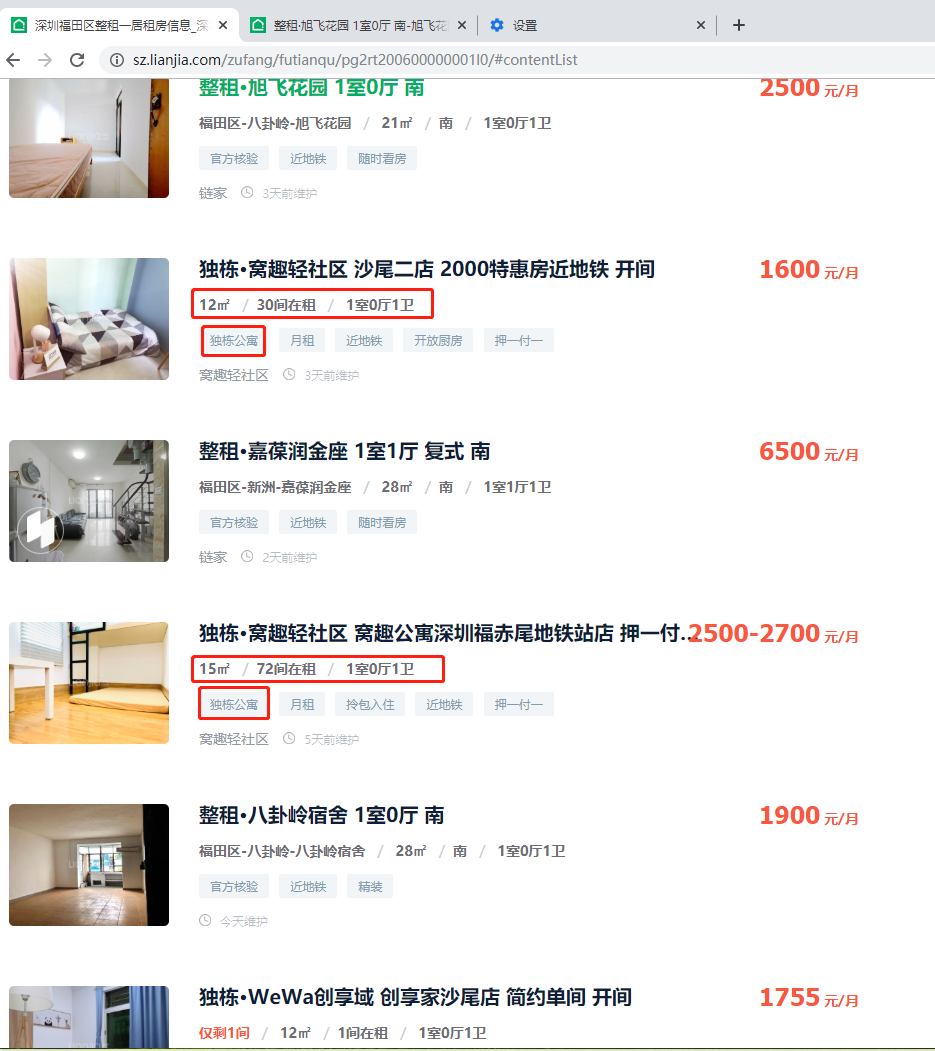 深圳福田区整租一居租房信息_深
整租·旭飞花园 1室0厅 南-旭飞花
设置
sz.lianjia.com/zufang/futianqu/pg2rt200600000001l0/#contentList
整租·旭飞花园 1室0厅 南
2500 元/月
福田区-八卦岭-旭飞花园 / 21㎡ / 南 / 1室0厅1卫
官方核验 近地铁 随时看房
链家 3天前维护
独栋·窝趣轻社区 沙尾二店 2000特惠房近地铁 开间
1600 元/月
12㎡ / 30间在租 / 1室0厅1卫
独栋公寓 月租 近地铁 开放厨房 押一付一
窝趣轻社区 3天前维护
整租·嘉葆润金座 1室1厅 复式 南
6500 元/月
福田区-新洲-嘉葆润金座 / 28㎡ / 南 / 1室1厅1卫
官方核验 近地铁 随时看房
链家 2天前维护
独栋·窝趣轻社区 窝趣公寓深圳福赤尾地铁站店 押一付...
2500-2700 元/月
15㎡ / 72间在租 / 1室0厅1卫
独栋公寓 月租 拎包入住 近地铁 押一付一
窝趣轻社区 5天前维护
整租·八卦岭宿舍 1室0厅 南
1900 元/月
福田区-八卦岭-八卦岭宿舍 / 28㎡ / 南 / 1室0厅1卫
官方核验 近地铁 精装
今天维护
独栋·WeWa创享域 创享家沙尾店 简约单间 开间
1755 元/月
仅剩1间 / 12㎡ / 1间在租 / 1室0厅1卫